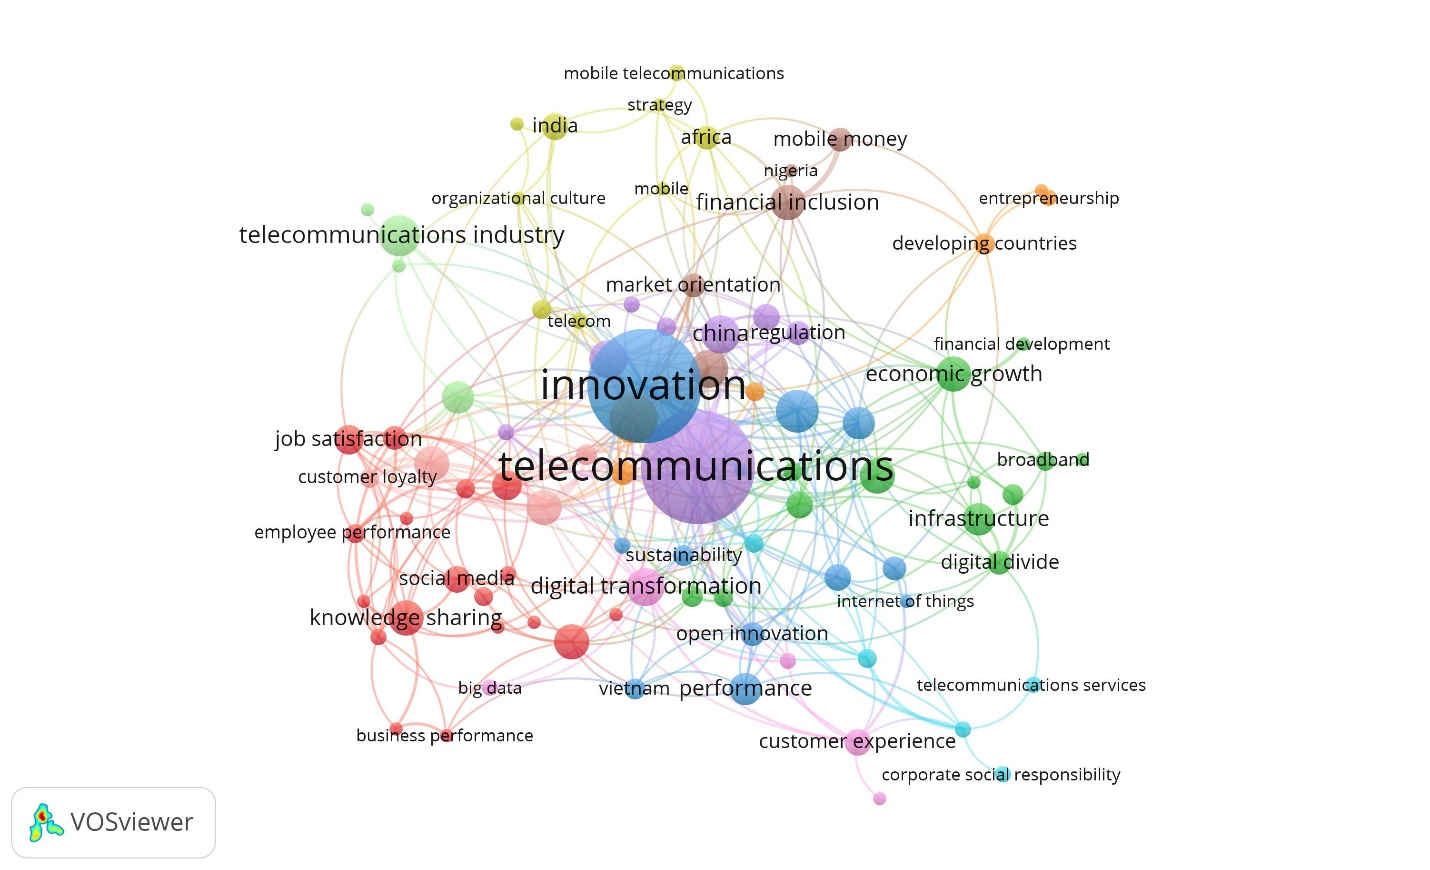 mobile telecommunications
strategy
india
africa
mobile money
nigeria
organizational culture
mobile
financial inclusion
entrepreneurship
telecommunications industry
developing countries
market orientation
telecom
china
regulation
financial development
innovation
economic growth
job satisfaction
broadband
telecommunications
customer loyalty
infrastructure
employee performance
sustainability
digital divide
social media
digital transformation
internet of things
knowledge sharing
open innovation
telecommunications services
big data
vietnam
performance
business performance
customer experience
corporate social responsibility
VOSviewer